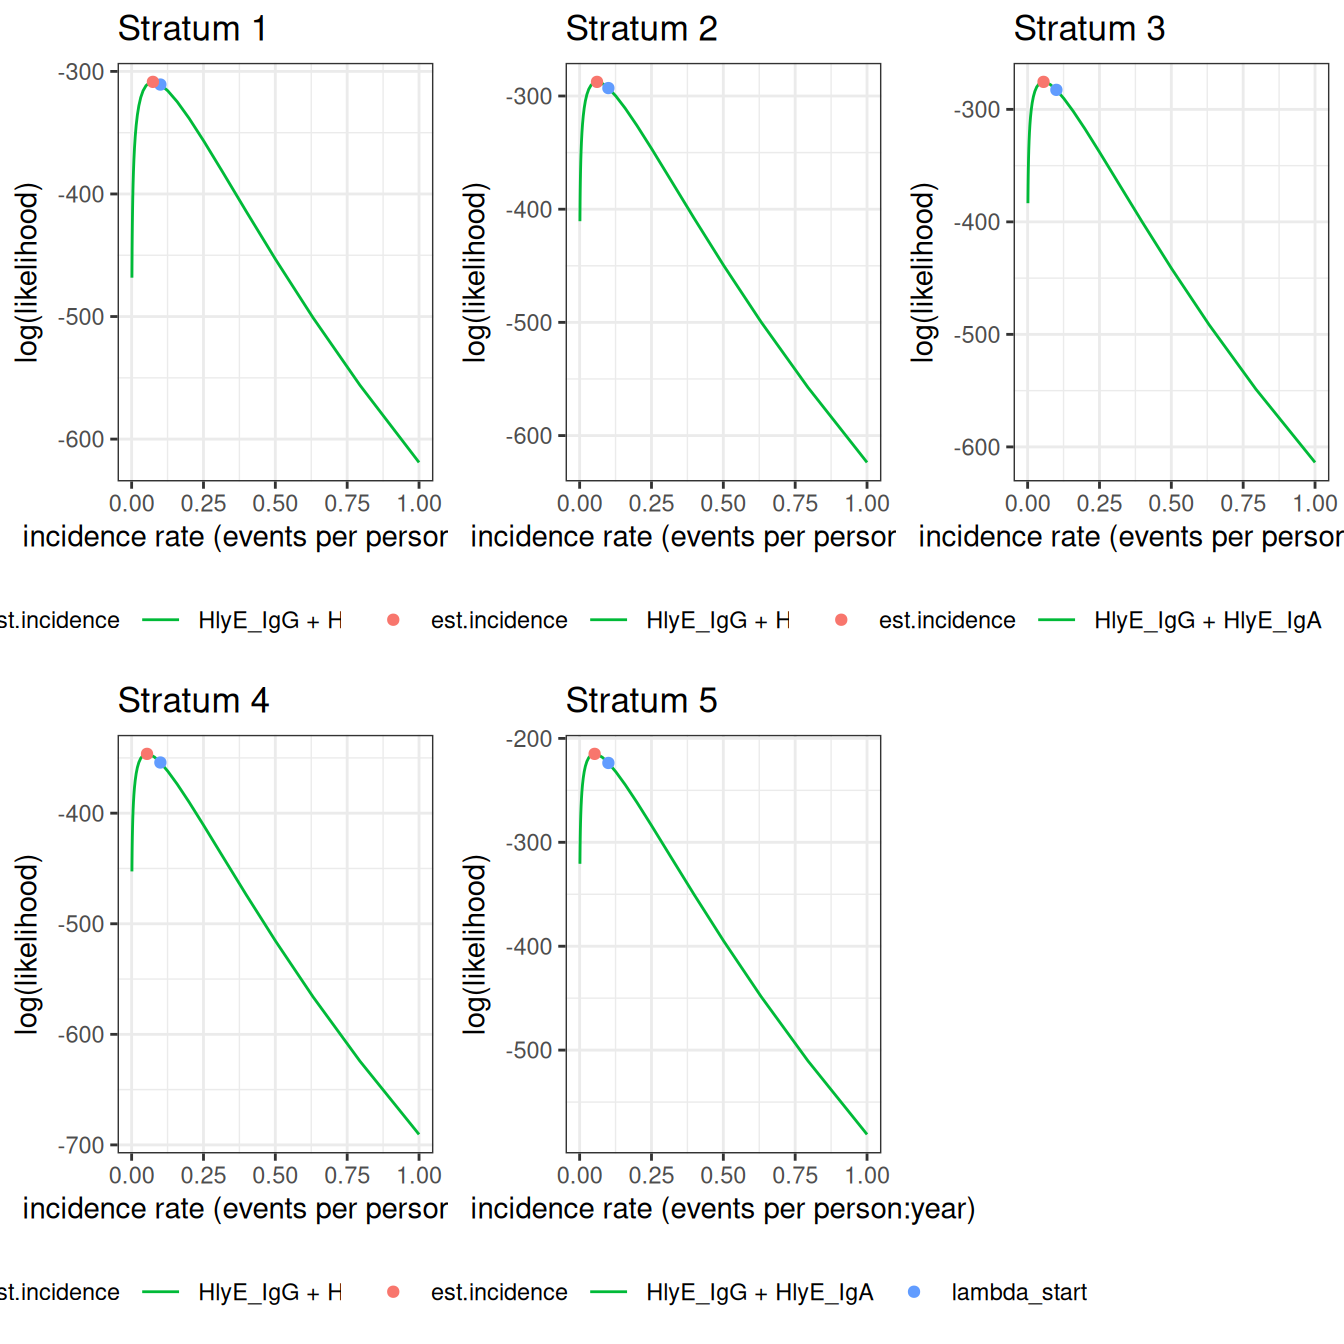 Stratum 1
Stratum 2
Stratum 3
log(likelihood)
-300
-400
-500
-600
0.00 0.25 0.50 0.75 1.00
incidence rate (events per person
log(likelihood)
-300
-400
-500
-600
0.00 0.25 0.50 0.75 1.00
incidence rate (events per person
log(likelihood)
-300
-400
-500
-600
0.00 0.25 0.50 0.75 1.00
incidence rate (events per person
st.incidence HlyE_IgG + H
est.incidence HlyE_IgG + H
est.incidence HlyE_IgG + HlyE_IgA
Stratum 4
Stratum 5
log(likelihood)
-400
-500
-600
-700
0.00 0.25 0.50 0.75 1.00
incidence rate (events per person
log(likelihood)
-200
-300
-400
-500
0.00 0.25 0.50 0.75 1.00
incidence rate (events per person:year)
st.incidence HlyE_IgG + H
est.incidence HlyE_IgG + HlyE_IgA lambda_start